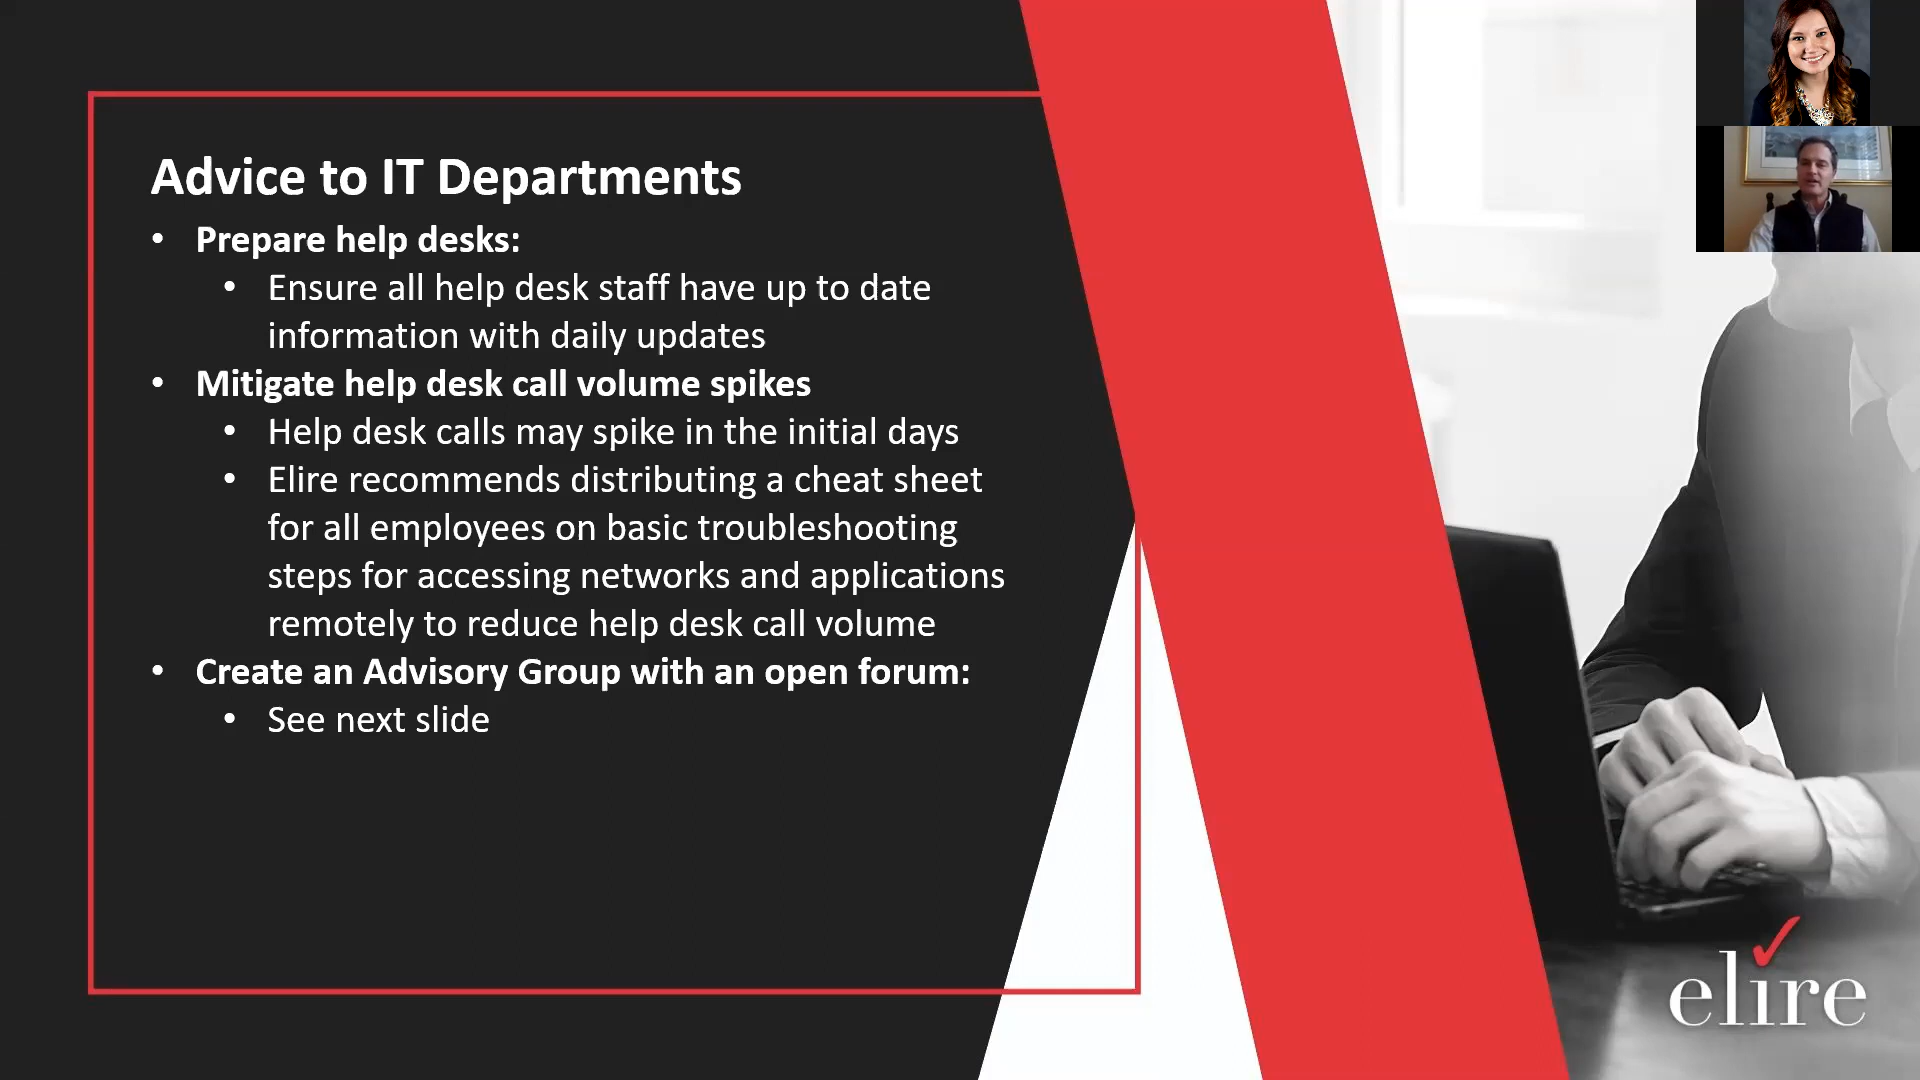 Advice to IT Departments
• Prepare help desks:
• Ensure all help desk staff have up to date
information with daily updates
• Mitigate help desk call volume spikes
• Help desk calls may spike in the initial days
• Elire recommends distributing a cheat sheet
for all employees on basic troubleshooting
steps for accessing networks and applications
remotely to reduce help desk call volume
• Create an Advisory Group with an open forum:
• See next slide
elire